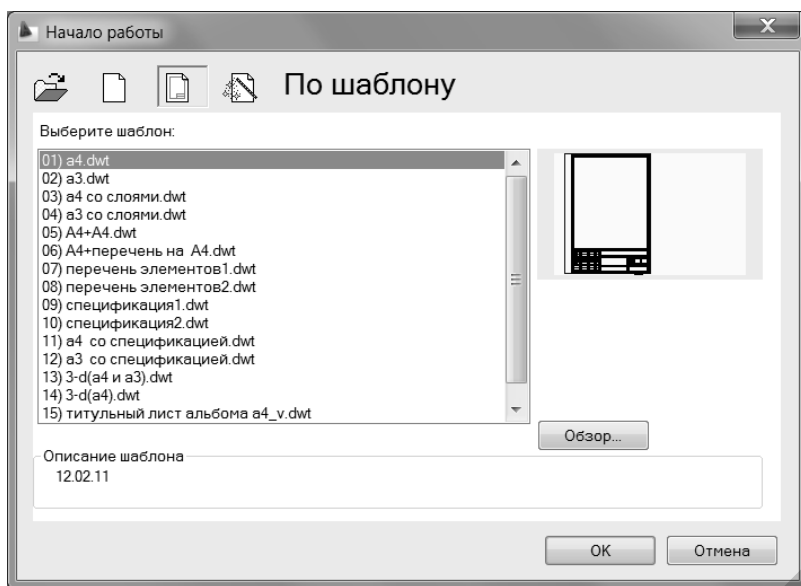 Начало работы
По шаблону
Выберите шаблон:
01) a4.dwt
02) a3.dwt
03) a4 со слоями.dwt
04) a3 со слоями.dwt
05) A4+A4.dwt
06) A4+перечень на  A4.dwt
07) перечень элементов1.dwt
08) перечень элементов2.dwt
09) спецификация1.dwt
10) спецификация2.dwt
11) a4  со спецификацией.dwt
12) a3  со спецификацией.dwt
13) 3-d(a4 и a3).dwt
14) 3-d(a4).dwt
15) титульный лист альбома a4_v.dwt
Обзор...
Описание шаблона
12.02.11
OK
Отмена